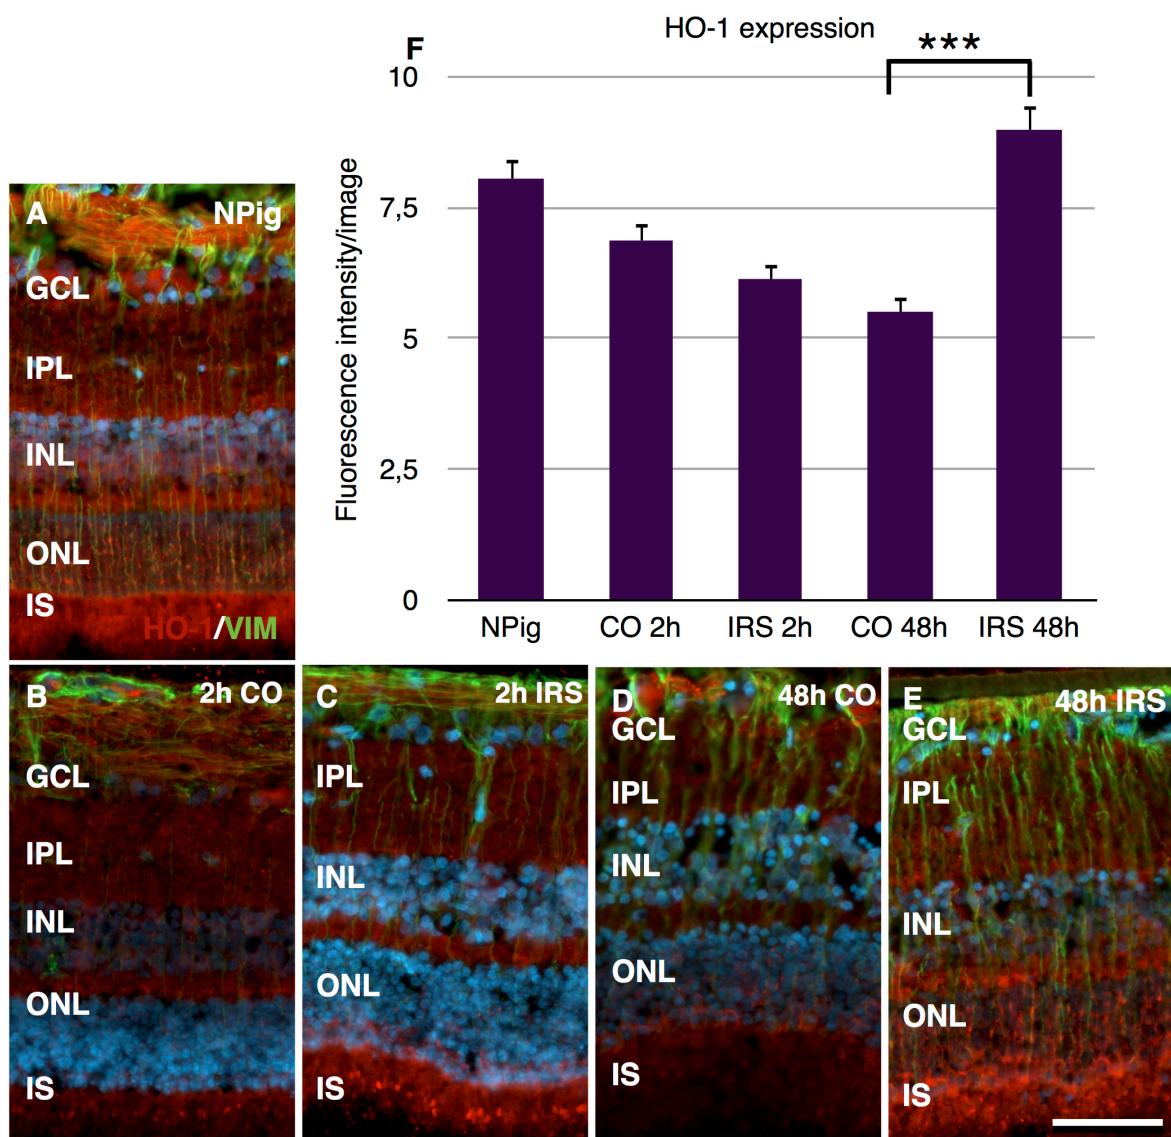 HO-1 expression
F
***
10
7,5
5
2,5
0
Fluorescence intensity/image
NPig
CO 2h
IRS 2h
CO 48h
IRS 48h
A
NPig
GCL
IPL
INL
ONL
IS
HO-1/VIM
B
2h CO
GCL
IPL
INL
ONL
IS
C
2h IRS
IPL
INL
ONL
IS
D
48h CO
GCL
IPL
INL
ONL
IS
E
48h IRS
GCL
IPL
INL
ONL
IS